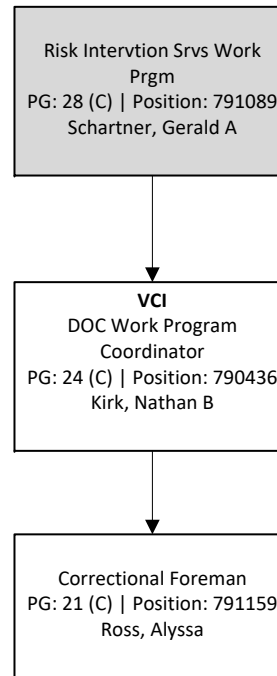 Risk Intervtion Srvs Work
Prgm
PG: 28 (C) | Position: 791089
Schartner, Gerald A
VCI
DOC Work Program
Coordinator
PG: 24 (C) | Position: 790436
Kirk, Nathan B
Correctional Foreman
PG: 21 (C) | Position: 791159
Ross, Alyssa